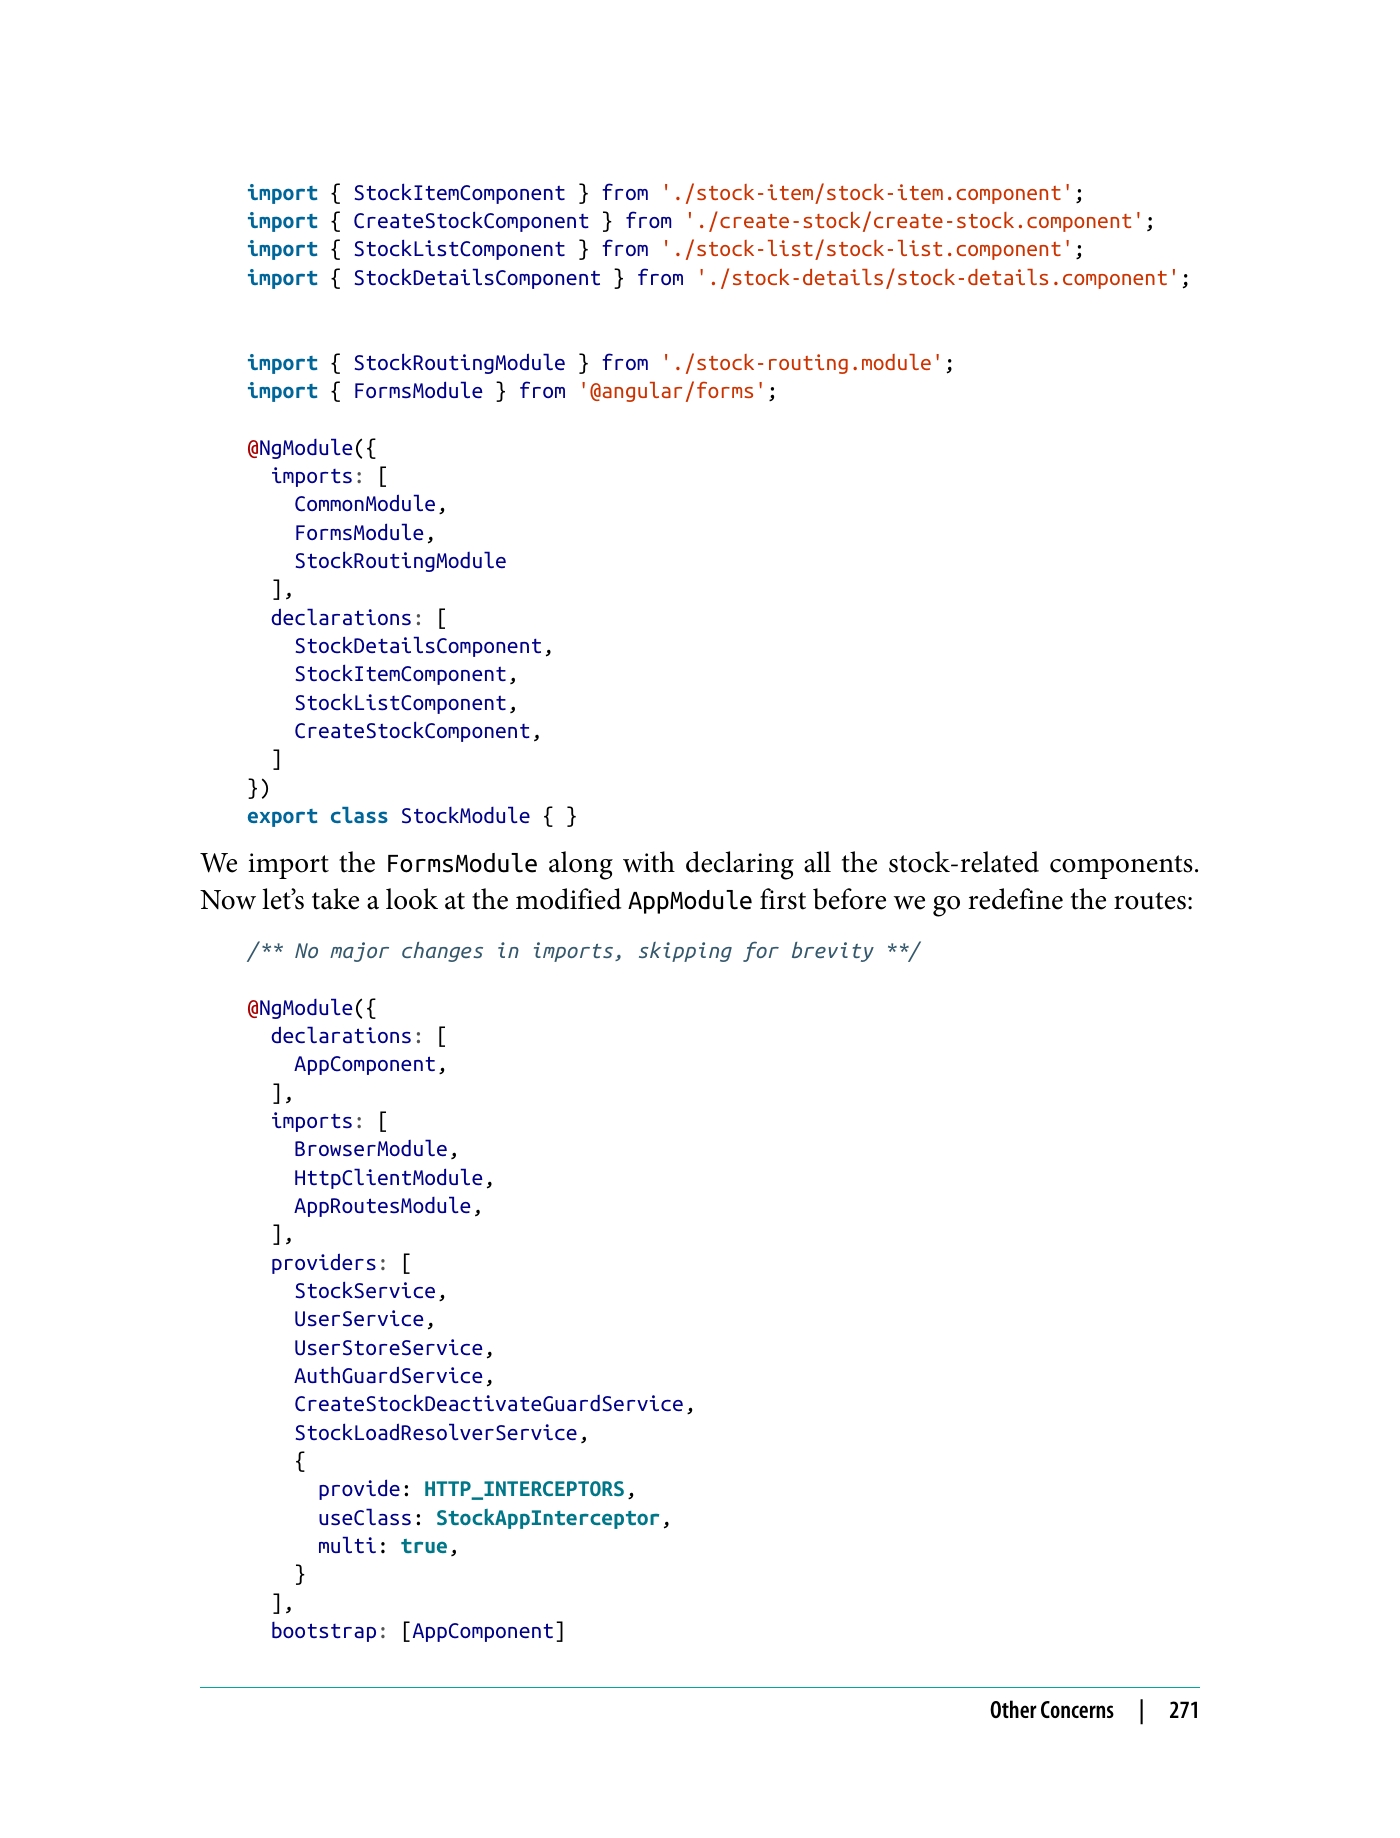 import { StockItemComponent } from './stock-item/stock-item.component';
import { CreateStockComponent } from './create-stock/create-stock.component';
import { StockListComponent } from './stock-list/stock-list.component';
import { StockDetailsComponent } from './stock-details/stock-details.component';
import { StockRoutingModule } from './stock-routing.module';
import { FormsModule } from '@angular/forms';
@NgModule({
  imports: [
    CommonModule,
    FormsModule,
    StockRoutingModule
  ],
  declarations: [
    StockDetailsComponent,
    StockItemComponent,
    StockListComponent,
    CreateStockComponent,
  ]
})
export class StockModule { }
We import the FormsModule along with declaring all the stock-related components.
Now let’s take a look at the modified AppModule first before we go redefine the routes:
/** No major changes in imports, skipping for brevity **/
@NgModule({
  declarations: [
    AppComponent,
  ],
  imports: [
    BrowserModule,
    HttpClientModule,
    AppRoutesModule,
  ],
  providers: [
    StockService,
    UserService,
    UserStoreService,
    AuthGuardService,
    CreateStockDeactivateGuardService,
    StockLoadResolverService,
    {
      provide: HTTP_INTERCEPTORS,
      useClass: StockAppInterceptor,
      multi: true,
    }
  ],
  bootstrap: [AppComponent]
Other Concerns | 271